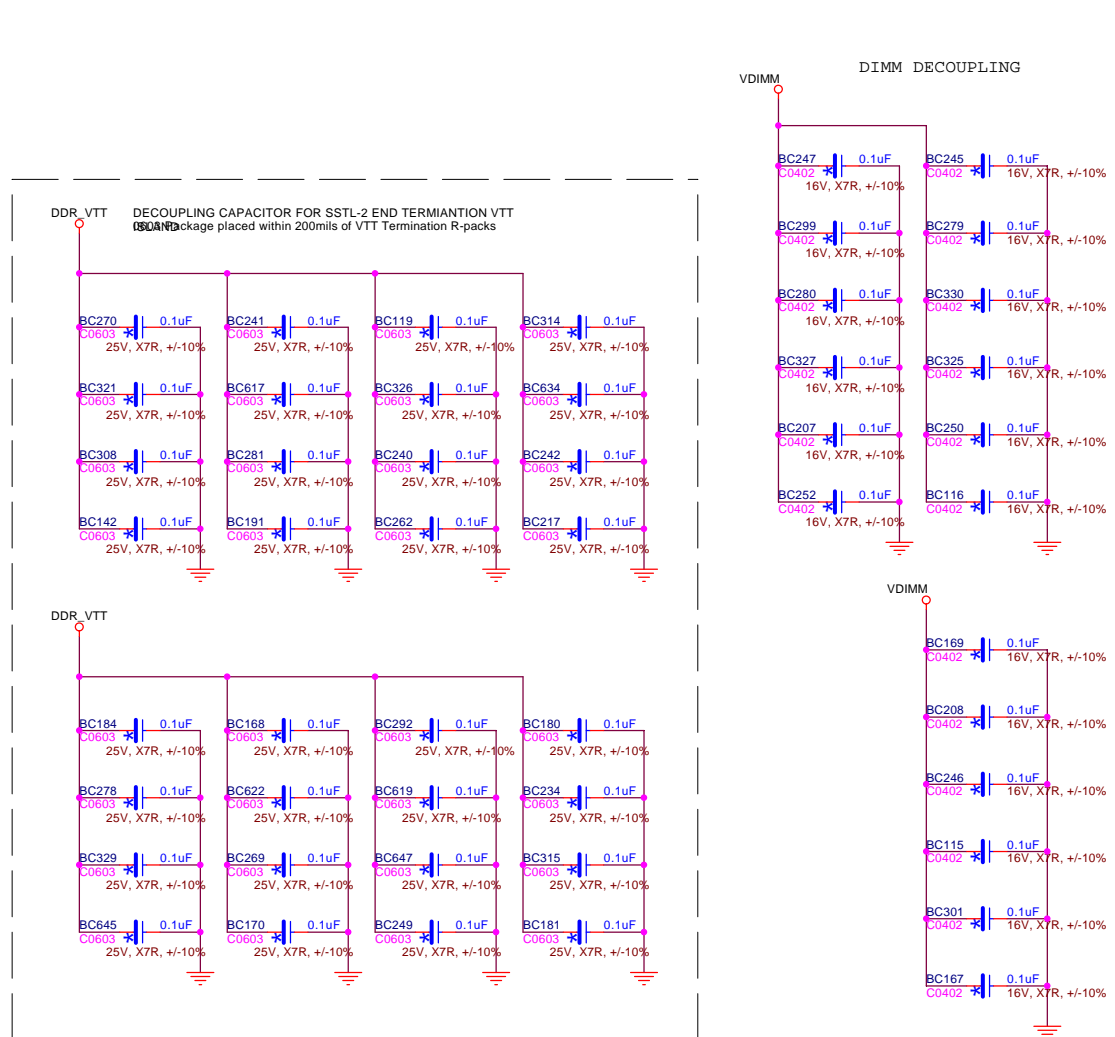 DIMM DECOUPLING
VDIMM
BC247 0.1uF BC245 0.1uF
C0402 16V, X7R, +/-10% C0402 16V, X7R, +/-10%
BC299 0.1uF BC279 0.1uF
C0402 16V, X7R, +/-10% C0402 16V, X7R, +/-10%
BC280 0.1uF BC330 0.1uF
C0402 16V, X7R, +/-10% C0402 16V, X7R, +/-10%
BC327 0.1uF BC325 0.1uF
C0402 16V, X7R, +/-10% C0402 16V, X7R, +/-10%
BC207 0.1uF BC250 0.1uF
C0402 16V, X7R, +/-10% C0402 16V, X7R, +/-10%
BC252 0.1uF BC116 0.1uF
C0402 16V, X7R, +/-10% C0402 16V, X7R, +/-10%
DDR_VTT
DECOUPLING CAPACITOR FOR SSTL-2 END TERMIANTION VTT
ISLAND
Package placed within 200mils of VTT Termination R-packs
BC270 0.1uF BC241 0.1uF BC119 0.1uF BC314 0.1uF
C0603 25V, X7R, +/-10% C0603 25V, X7R, +/-10% C0603 25V, X7R, +/-10% C0603 25V, X7R, +/-10%
BC321 0.1uF BC617 0.1uF BC326 0.1uF BC634 0.1uF
C0603 25V, X7R, +/-10% C0603 25V, X7R, +/-10% C0603 25V, X7R, +/-10% C0603 25V, X7R, +/-10%
BC308 0.1uF BC281 0.1uF BC240 0.1uF BC242 0.1uF
C0603 25V, X7R, +/-10% C0603 25V, X7R, +/-10% C0603 25V, X7R, +/-10% C0603 25V, X7R, +/-10%
BC142 0.1uF BC191 0.1uF BC262 0.1uF BC217 0.1uF
C0603 25V, X7R, +/-10% C0603 25V, X7R, +/-10% C0603 25V, X7R, +/-10% C0603 25V, X7R, +/-10%
DDR_VTT
BC184 0.1uF BC168 0.1uF BC292 0.1uF BC180 0.1uF
C0603 25V, X7R, +/-10% C0603 25V, X7R, +/-10% C0603 25V, X7R, +/-10% C0603 25V, X7R, +/-10%
BC278 0.1uF BC622 0.1uF BC619 0.1uF BC234 0.1uF
C0603 25V, X7R, +/-10% C0603 25V, X7R, +/-10% C0603 25V, X7R, +/-10% C0603 25V, X7R, +/-10%
BC329 0.1uF BC269 0.1uF BC647 0.1uF BC315 0.1uF
C0603 25V, X7R, +/-10% C0603 25V, X7R, +/-10% C0603 25V, X7R, +/-10% C0603 25V, X7R, +/-10%
BC645 0.1uF BC170 0.1uF BC249 0.1uF BC181 0.1uF
C0603 25V, X7R, +/-10% C0603 25V, X7R, +/-10% C0603 25V, X7R, +/-10% C0603 25V, X7R, +/-10%
VDIMM
BC169 0.1uF
C0402 16V, X7R, +/-10%
BC208 0.1uF
C0402 16V, X7R, +/-10%
BC246 0.1uF
C0402 16V, X7R, +/-10%
BC115 0.1uF
C0402 16V, X7R, +/-10%
BC301 0.1uF
C0402 16V, X7R, +/-10%
BC167 0.1uF
C0402 16V, X7R, +/-10%